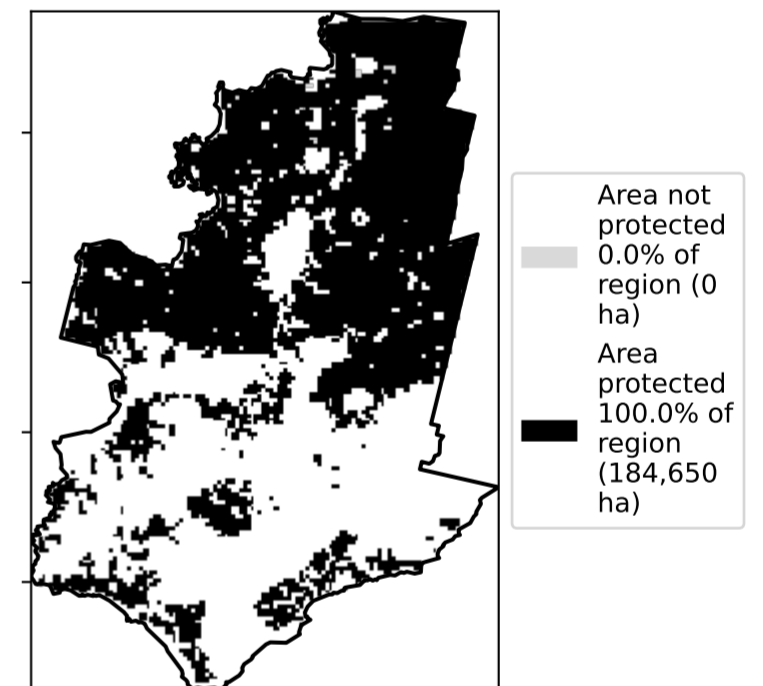 Area not
protected
0.0% of
region (0
ha)
Area
protected
100.0% of
region
(184,650
ha)